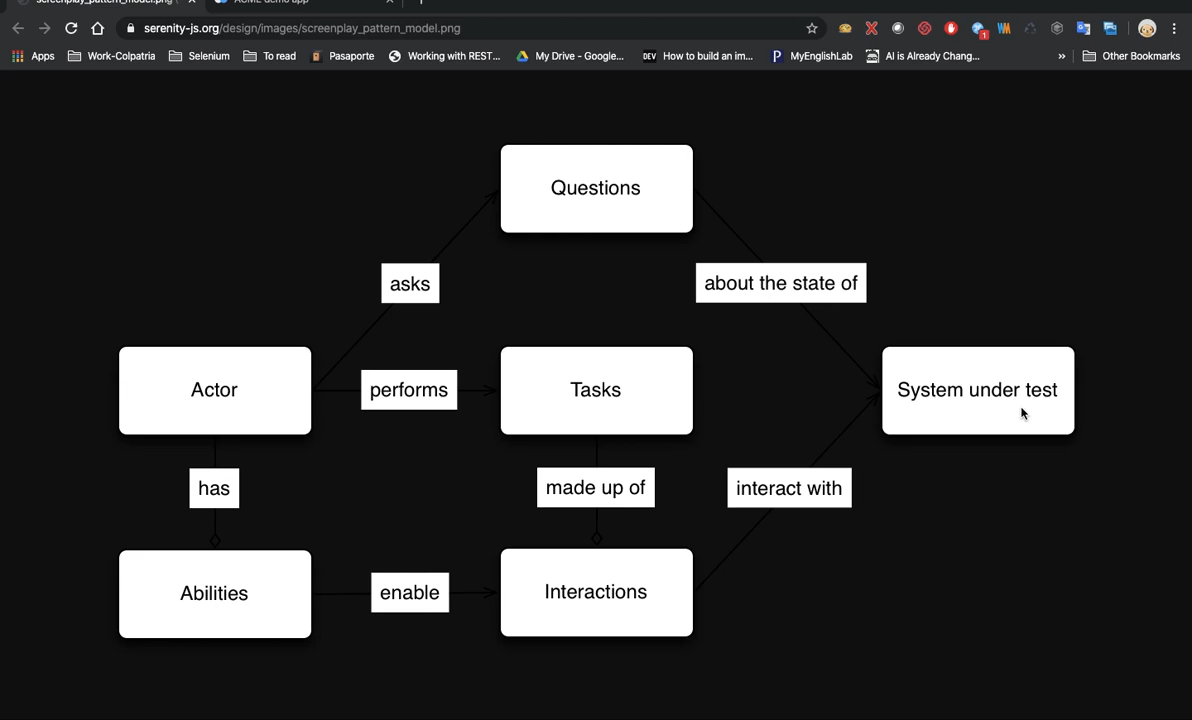 screenplay_pattern_model.png
ACME demo app
serenity-js.org/design/images/screenplay_pattern_model.png
1
Apps Work-Colpatria Selenium To read Pasaporte Working with REST... My Drive - Google... DEV How to build an im... P MyEnglishLab AI is Already Chang... » Other Bookmarks
Questions
asks
about the state of
Actor
performs
Tasks
System under test
has
made up of
interact with
Abilities
enable
Interactions